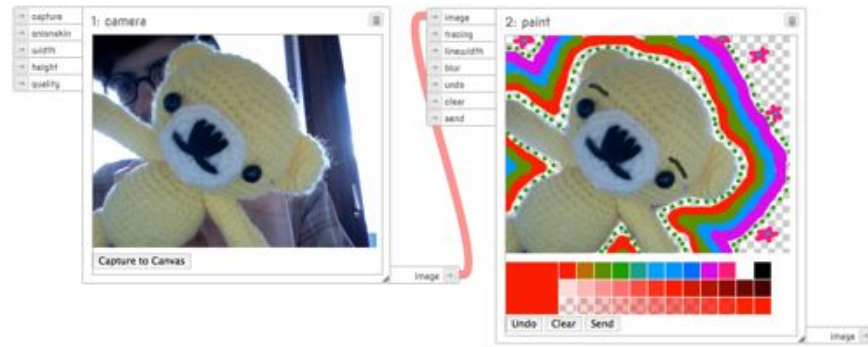 capture
onionskin
width
height
quality
1: camera
Capture to Canvas
image
image
tracing
linewidth
blur
undo
clear
send
2: paint
Undo Clear Send
image